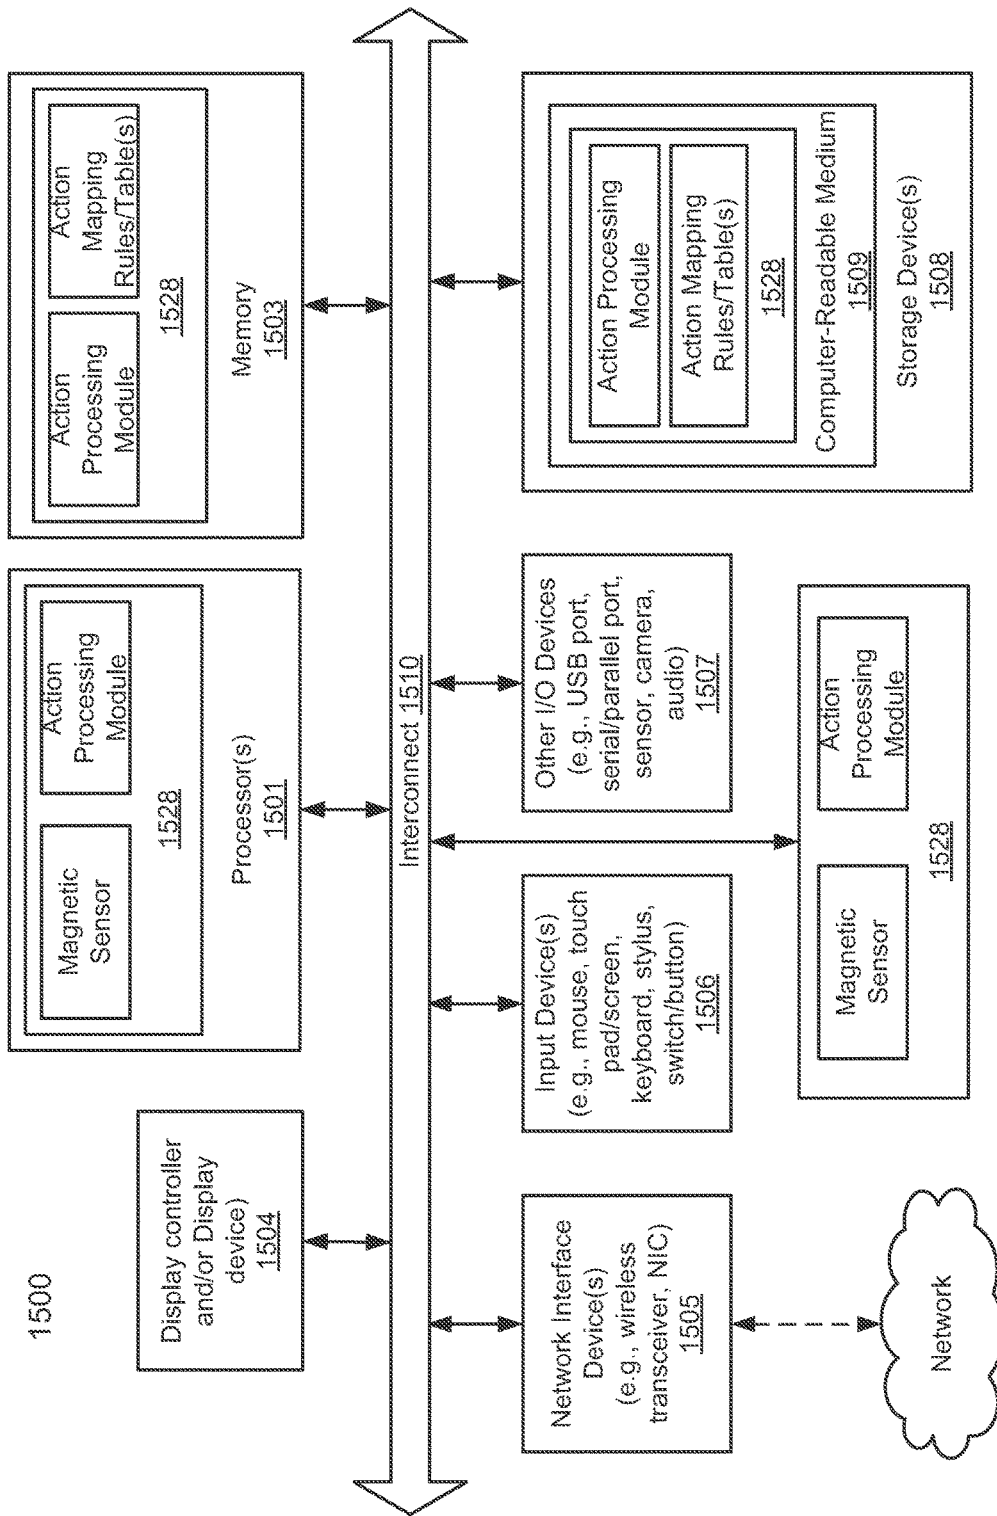 1500
Display controller
and/or Display
device)
1504
Magnetic
Sensor
Action
Processing
Module
1528
Processor(s)
1501
Action
Processing
Module
Action
Mapping
Rules/Table(s)
1528
Memory
1503
Interconnect 1510
Network Interface
Device(s)
(e.g., wireless
transceiver, NIC)
1505
Input Device(s)
(e.g., mouse, touch
pad/screen,
keyboard, stylus,
switch/button)
1506
Other I/O Devices
(e.g., USB port,
serial/parallel port,
sensor, camera,
audio)
1507
Action Processing
Module
Action Mapping
Rules/Table(s)
1528
Computer-Readable Medium
1509
Storage Device(s)
1508
Network
Magnetic
Sensor
Action
Processing
Module
1528